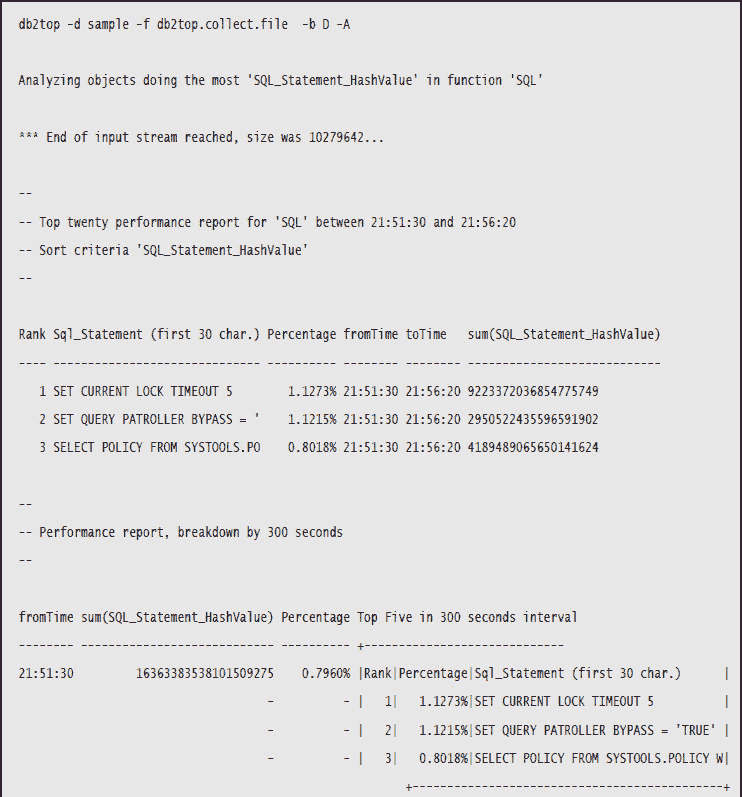 db2top -d sample -f db2top.collect.file  -b D -A
Analyzing objects doing the most 'SQL_Statement_HashValue' in function 'SQL'
*** End of input stream reached, size was 10279642...
--
-- Top twenty performance report for 'SQL' between 21:51:30 and 21:56:20
-- Sort criteria 'SQL_Statement_HashValue'
--
Rank Sql_Statement (first 30 char.) Percentage fromTime toTime   sum(SQL_Statement_HashValue)
---- ------------------------------ ---------- -------- -------- ----------------------------
   1 SET CURRENT LOCK TIMEOUT 5        1.1273% 21:51:30 21:56:20 9223372036854775749
   2 SET QUERY PATROLLER BYPASS = '    1.1215% 21:51:30 21:56:20 2950522435596591902
   3 SELECT POLICY FROM SYSTOOLS.PO    0.8018% 21:51:30 21:56:20 4189489065650141624
--
-- Performance report, breakdown by 300 seconds
--
fromTime sum(SQL_Statement_HashValue) Percentage Top Five in 300 seconds interval
-------- ---------------------------- ---------- +-----------------------------
21:51:30         16363383538101509275    0.7960% |Rank|Percentage|Sql_Statement (first 30 char.)      |
                                    -          - |   1|   1.1273%|SET CURRENT LOCK TIMEOUT 5          |
                                    -          - |   2|   1.1215%|SET QUERY PATROLLER BYPASS = 'TRUE' |
                                    -          - |   3|   0.8018%|SELECT POLICY FROM SYSTOOLS.POLICY W|
                                                        +---------------------------------------------+